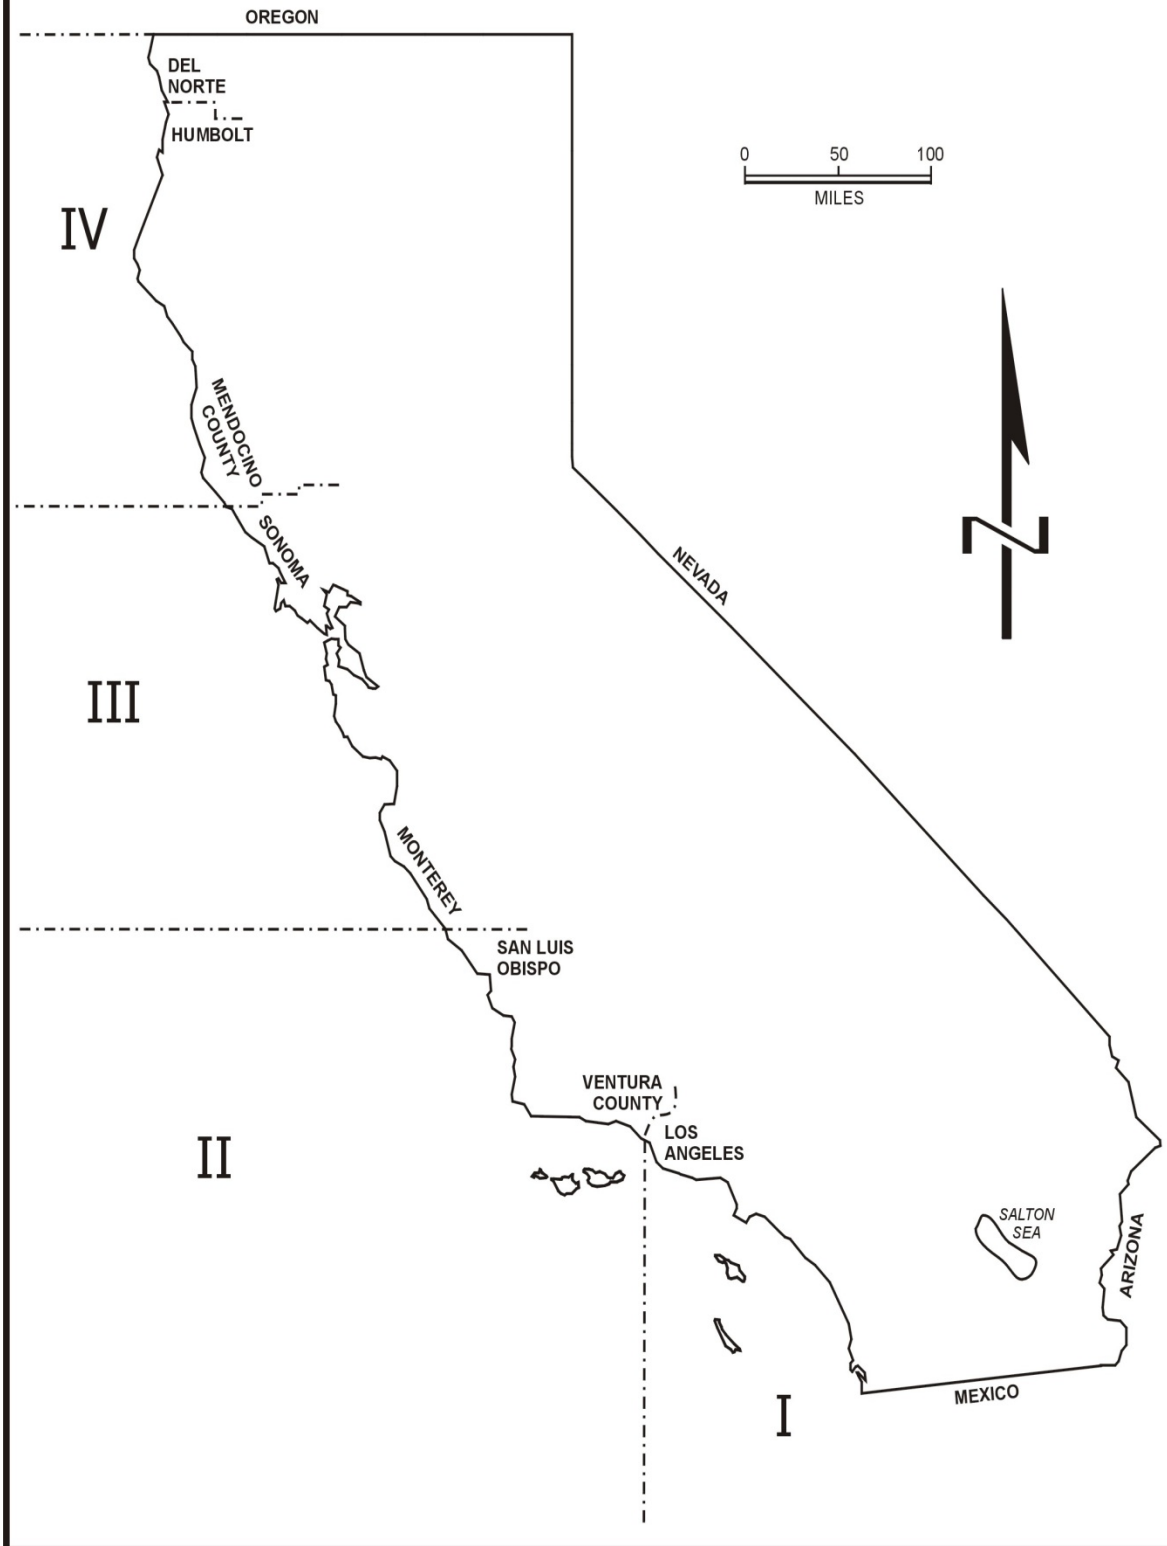 OREGON
DEL
NORTE
HUMBOLT
0 50 100
MILES
IV
MENDOCINO
COUNTY
SONOMA
NEVADA
III
MONTEREY
SAN LUIS
OBISPO
VENTURA
COUNTY
LOS
ANGELES
II
SALTON
SEA
ARIZONA
MEXICO
I
N